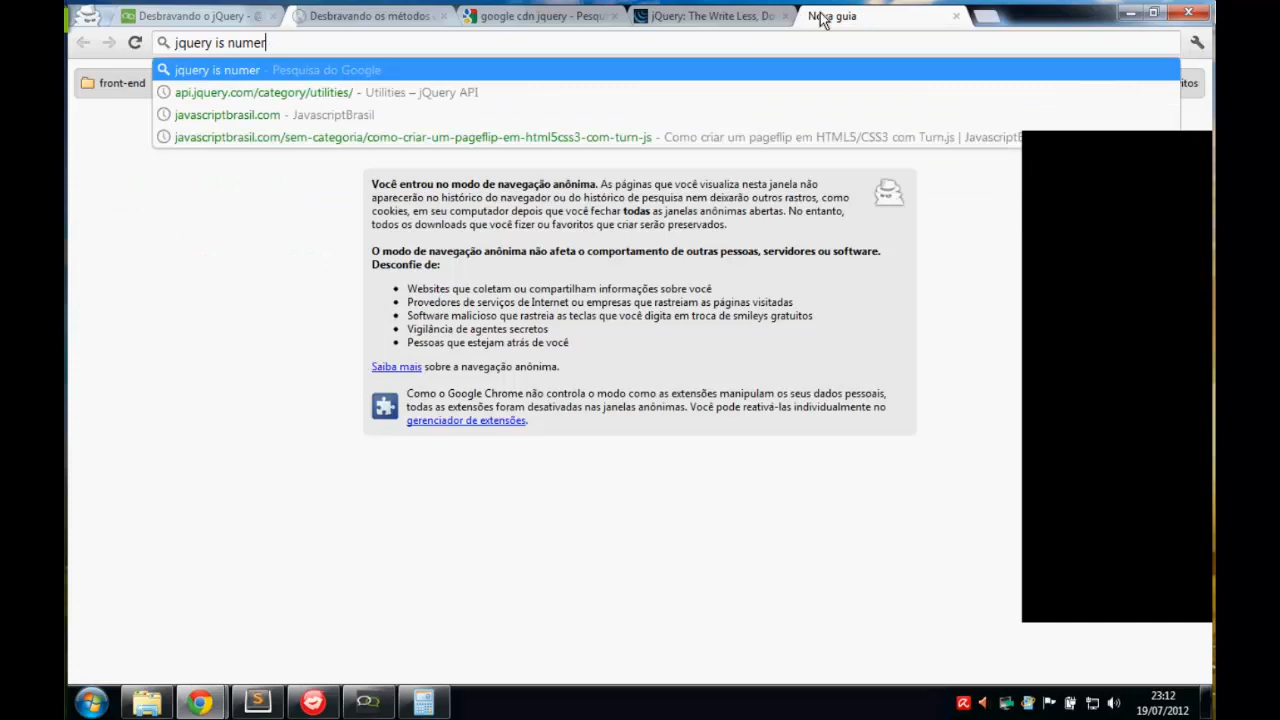 Desbravando o jQuery - 
Desbravando os métodos 
google cdn jquery - Pesqu
jQuery: The Write Less, Do
Nova guia
jquery is numer
jquery is numer - Pesquisa do Google
front-end
itos
api.jquery.com/category/utilities/ - Utilities – jQuery API
javascriptbrasil.com - JavascriptBrasil
javascriptbrasil.com/sem-categoria/como-criar-um-pageflip-em-html5css3-com-turn-js - Como criar um pageflip em HTML5/CSS3 com Turn.js | JavascriptB
Você entrou no modo de navegação anônima. As páginas que você visualiza nesta janela não
aparecerão no histórico do navegador ou do histórico de pesquisa nem deixarão outros rastros, como
cookies, em seu computador depois que você fechar todas as janelas anônimas abertas. No entanto,
todos os downloads que você fizer ou favoritos que criar serão preservados.
O modo de navegação anônima não afeta o comportamento de outras pessoas, servidores ou software.
Desconfie de:
• Websites que coletam ou compartilham informações sobre você
• Provedores de serviços de Internet ou empresas que rastreiam as páginas visitadas
• Software malicioso que rastreia as teclas que você digita em troca de smileys gratuitos
• Vigilância de agentes secretos
• Pessoas que estejam atrás de você
Saiba mais sobre a navegação anônima.
Como o Google Chrome não controla o modo como as extensões manipulam os seus dados pessoais,
todas as extensões foram desativadas nas janelas anônimas. Você pode reativá-las individualmente no
gerenciador de extensões.
23:12
19/07/2012